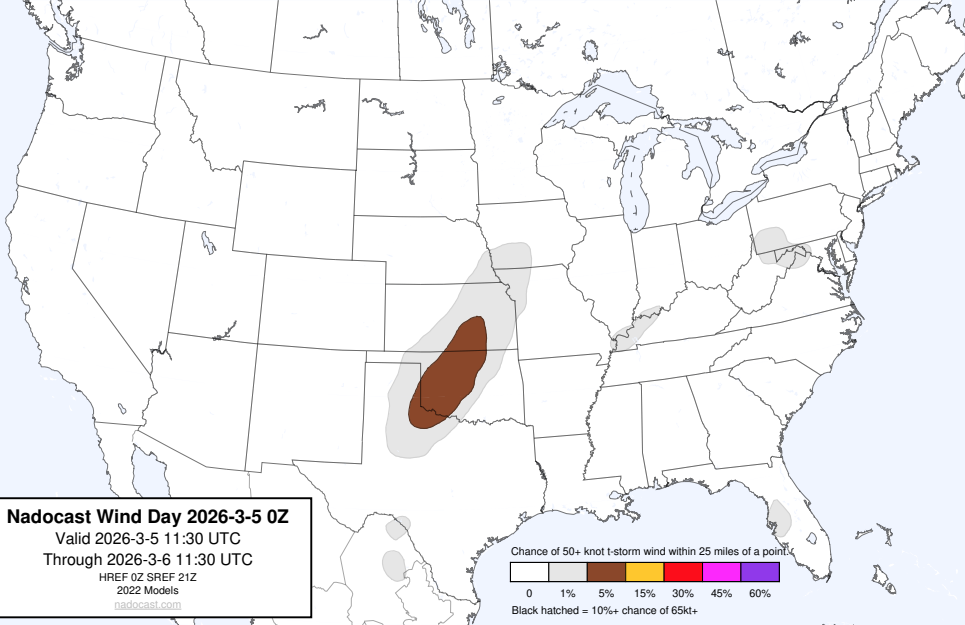 Nadocast Wind Day 2026-3-5 0Z
Valid 2026-3-5 11:30 UTC
Through 2026-3-6 11:30 UTC
HREF 0Z SREF 21Z
2022 Models
nadocast.com
Chance of 50+ knot t-storm wind within 25 miles of a point.
0 1% 5% 15% 30% 45% 60%
Black hatched = 10%+ chance of 65kt+